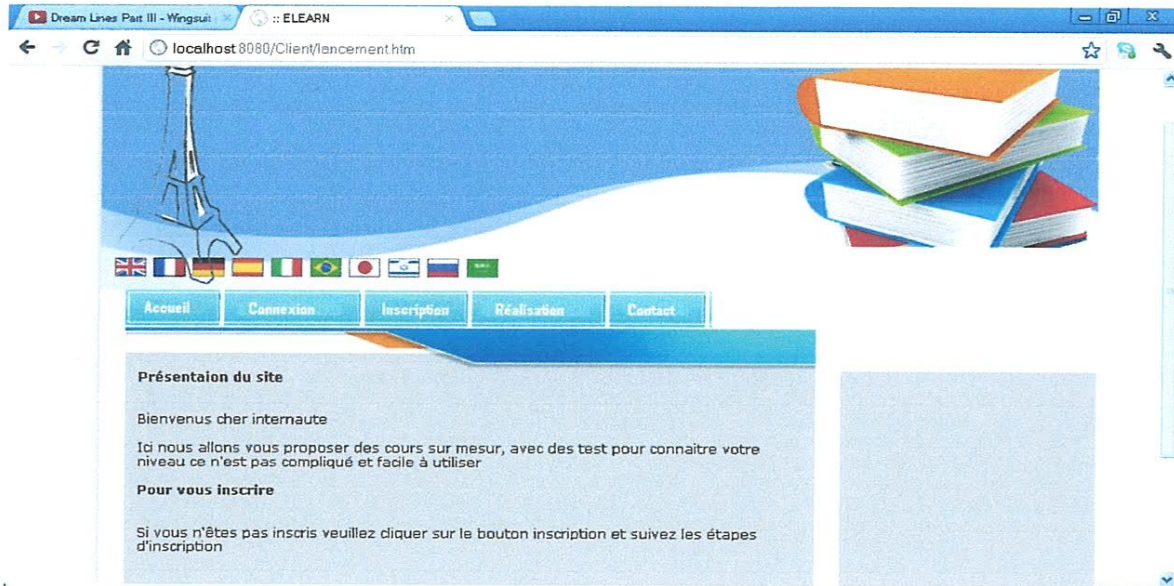 Dream Lines Part III - Wingsuit
:: ELEARN
localhost:8080/Client/lancement.htm
Accueil Connexion Inscription Réalisation Contact
Présentaion du site
Bienvenus cher internaute
Ici nous allons vous proposer des cours sur mesur, avec des test pour connaitre votre
niveau ce n'est pas compliqué et facile à utiliser
Pour vous inscrire
Si vous n'êtes pas inscris veuillez cliquer sur le bouton inscription et suivez les étapes
d'inscription